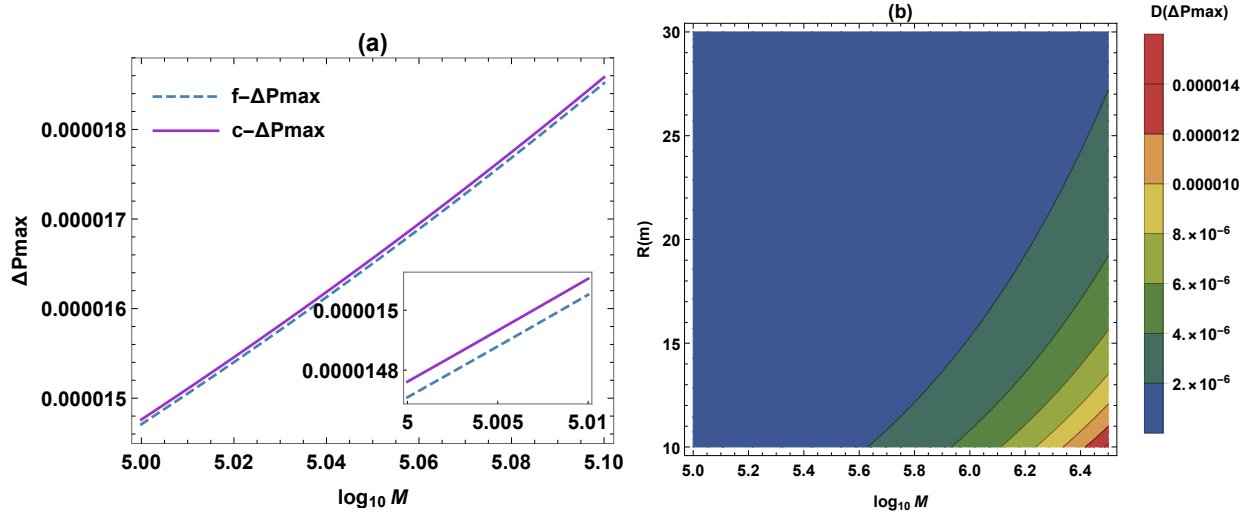 (a)
f−ΔPmax
c−ΔPmax
0.000018
0.000017
0.000016
0.000015
ΔPmax
0.000015
0.0000148
5 5.005 5.01
5.00 5.02 5.04 5.06 5.08 5.10
log10 M
(b)
30
25
20
15
10
R(m)
5.0 5.2 5.4 5.6 5.8 6.0 6.2 6.4
log10 M
D(ΔPmax)
0.000014
0.000012
0.000010
8.×10⁻⁶
6.×10⁻⁶
4.×10⁻⁶
2.×10⁻⁶